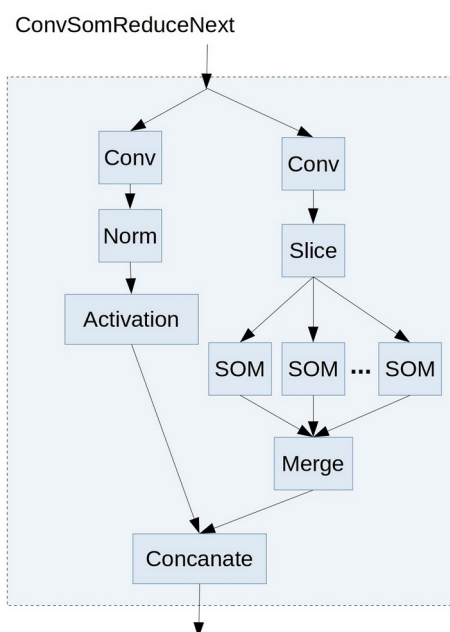 ConvSomReduceNext
Conv
Conv
Norm
Slice
Activation
SOM
SOM
...
SOM
Merge
Concanate